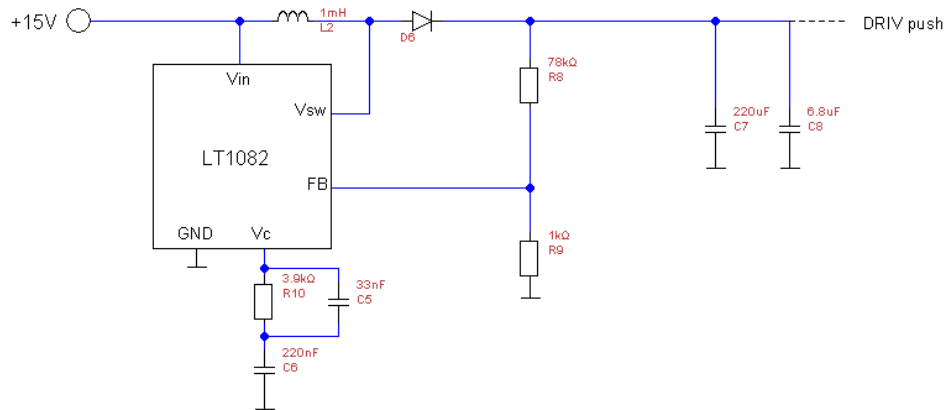 +15V
1mH
L2
D6
DRIV push
Vin
Vsw
LT1082
FB
GND
Vc
78kΩ
R8
220uF
C7
6.8uF
C8
1kΩ
R9
3.9kΩ
R10
33nF
C5
220nF
C6